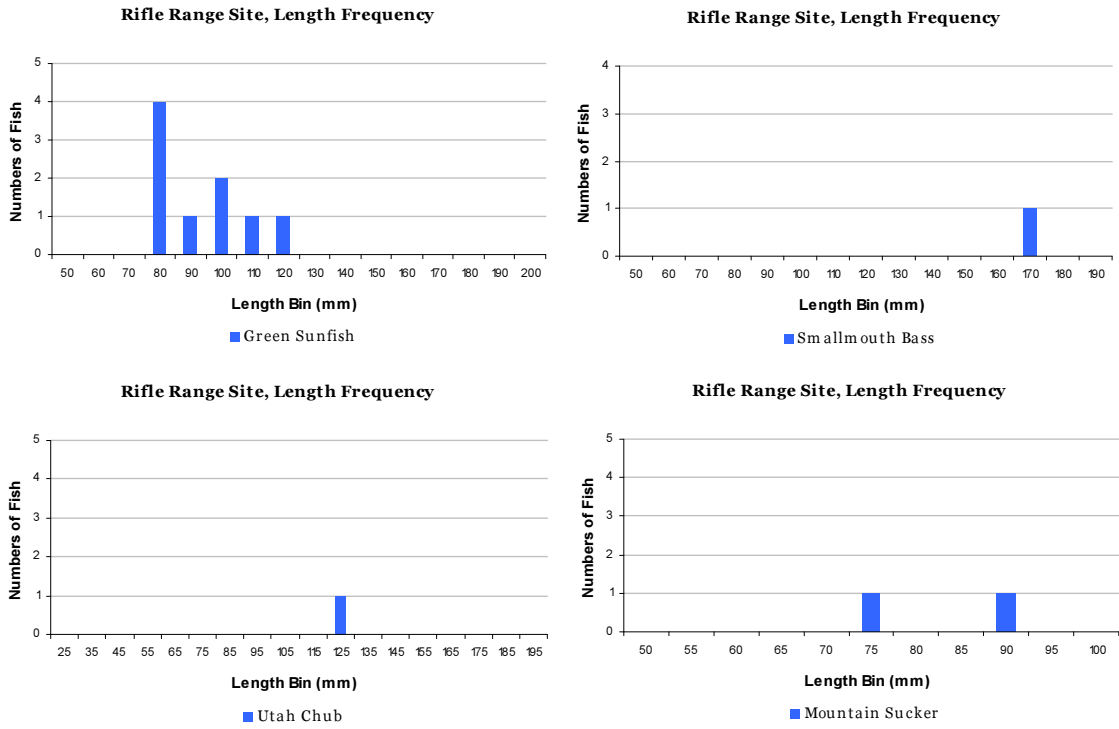 Rifle Range Site, Length Frequency
5
4
3
2
1
0
Numbers of Fish
50 60 70 80 90 100 110 120 130 140 160 170 180 190 200
Length Bin (mm)
Green Sunfish
Rifle Range Site, Length Frequency
4
3
2
1
0
Numbers of Fish
50 60 70 80 90 100 110 120 130 140 150 160 170 180 190
Length Bin (mm)
Smallmouth Bass
Rifle Range Site, Length Frequency
5
4
3
2
1
0
Numbers of Fish
25 35 45 55 65 75 85 95 105 115 125 135 145 155 165 175 185 195
Length Bin (mm)
Utah Chub
Rifle Range Site, Length Frequency
5
4
3
2
1
0
Numbers of Fish
50 55 60 65 70 75 80 85 90 95 100
Length Bin (mm)
Mountain Sucker